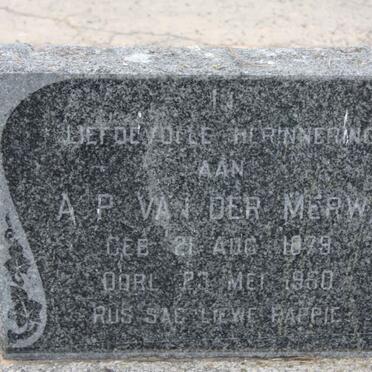 IN
LIEFDEVOLLE HERINNERING
AAN
A. P. VAN DER MERW
GEB. 21 AUG. 1879
OORL. 23 MEI 1960
RUS SAG LIEWE PAPPIE